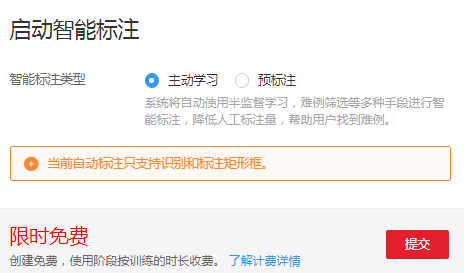 启动智能标注
智能标注类型
主动学习
预标注
系统将自动使用半监督学习，难例筛选等多种手段进行智
能标注，降低人工标注量，帮助用户找到难例。
当前自动标注只支持识别和标注矩形框。
限时免费
创建免费，使用阶段按训练的时长收费。 了解计费详情
提交